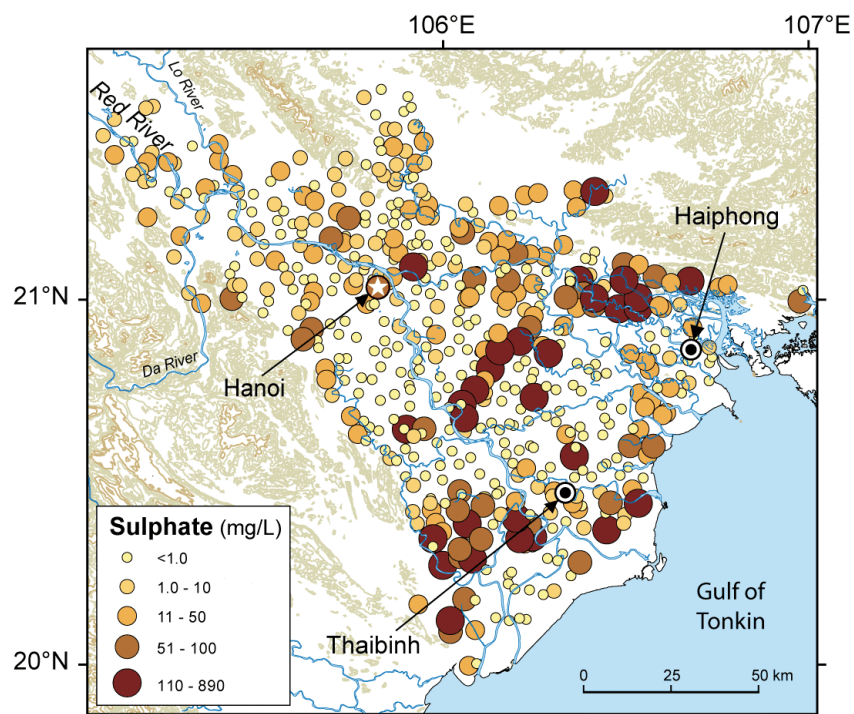 106°E
107°E
Lo River
Red River
Haiphong
21°N
Da River
Hanoi
Sulphate (mg/L)
<1.0
1.0 - 10
11 - 50
51 - 100
110 - 890
Gulf of
Tonkin
Thaibinh
20°N
0
25
50 km